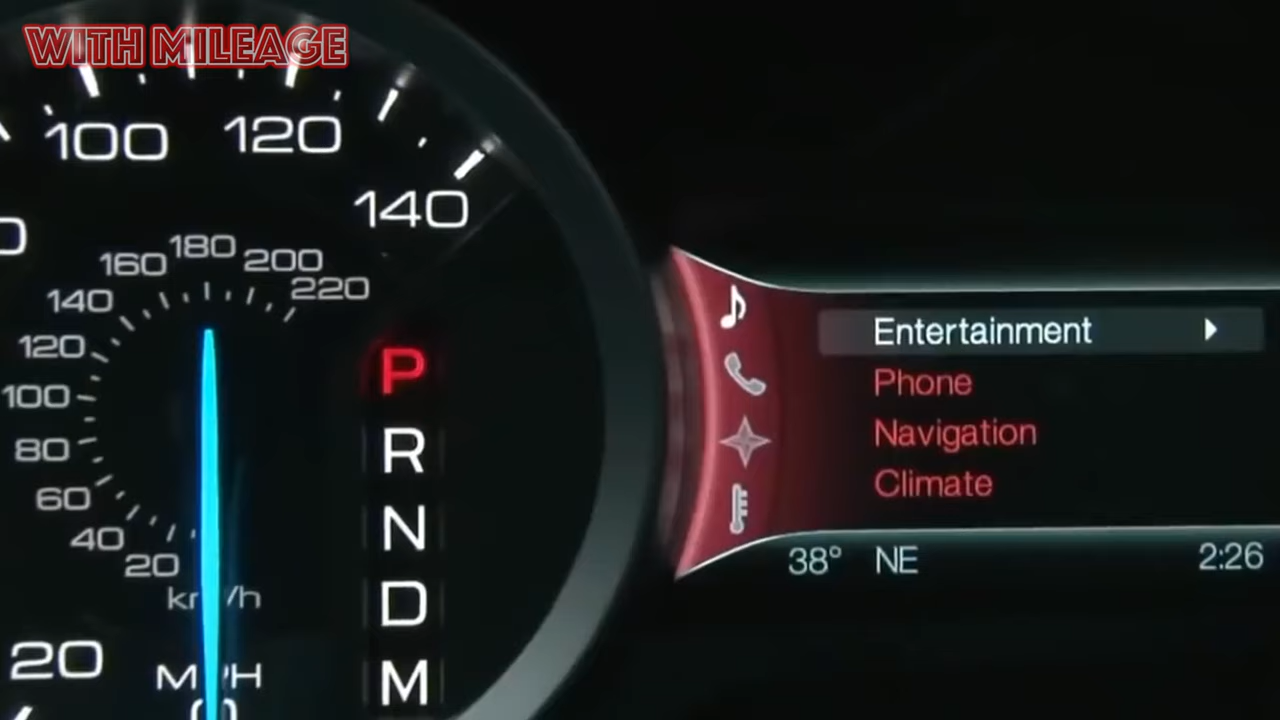 WITH MILEAGE
100
120
140
20
MPH
0
20
40
60
80
100
120
140
160
180
200
220
P
R
N
D
M
Entertainment
Phone
Navigation
Climate
38° NE
2:26